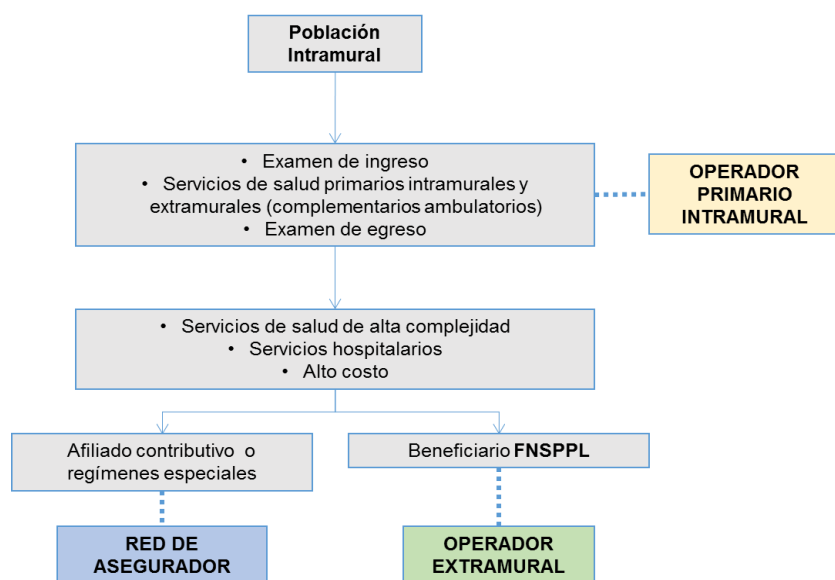 Población
Intramural
• Examen de ingreso
• Servicios de salud primarios intramurales y
extramurales (complementarios ambulatorios)
• Examen de egreso
OPERADOR
PRIMARIO
INTRAMURAL
• Servicios de salud de alta complejidad
• Servicios hospitalarios
• Alto costo
Afiliado contributivo o
regímenes especiales
Beneficiario FNSPPL
RED DE
ASEGURADOR
OPERADOR
EXTRAMURAL